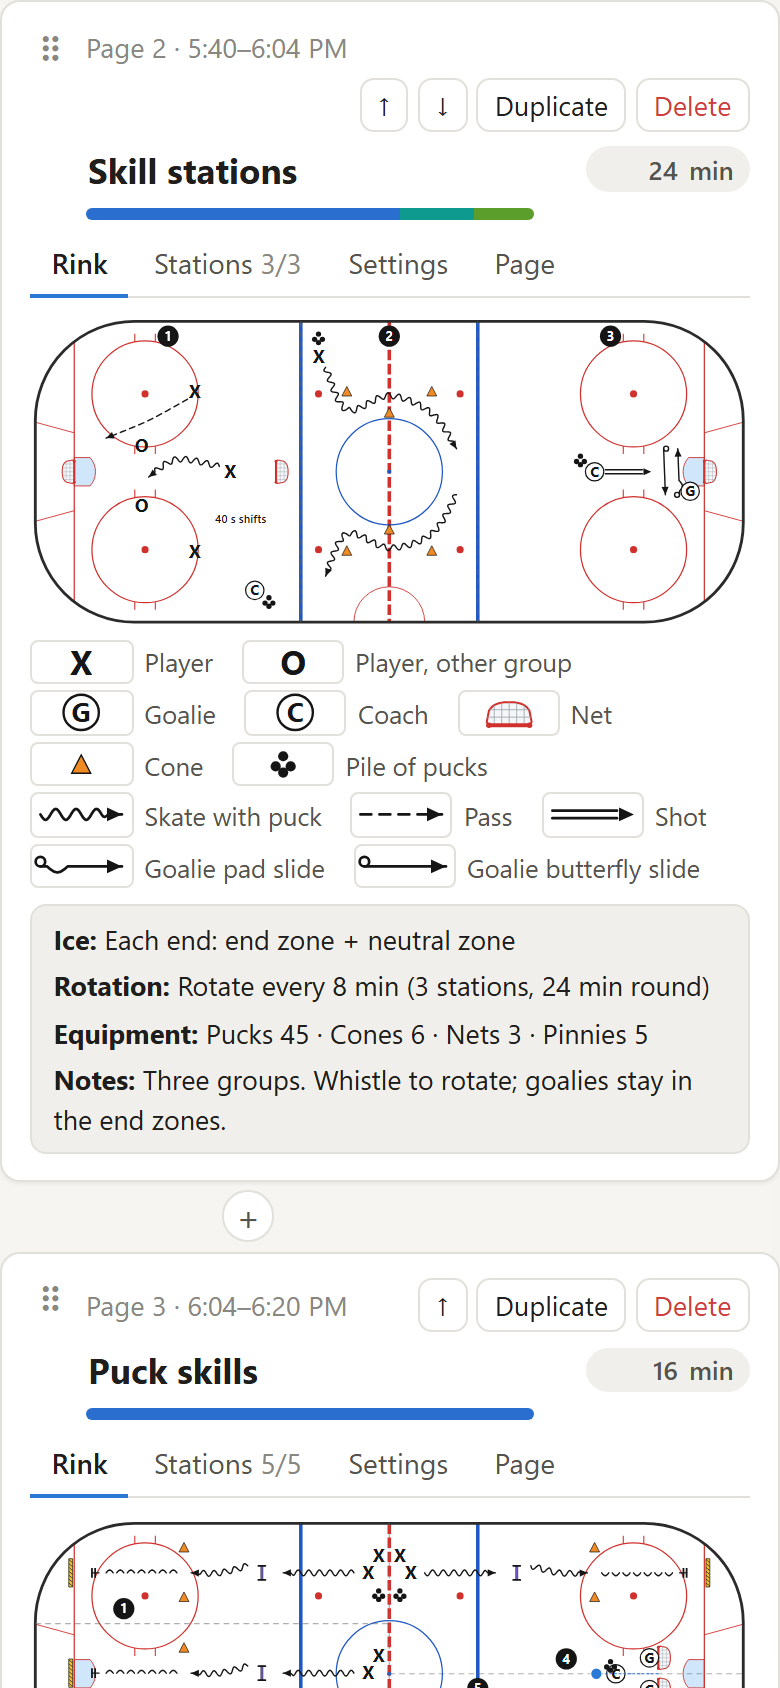 Page 2 · 5:40–6:04 PM
↑ ↓ Duplicate Delete
Skill stations 24 min
Rink Stations 3/3 Settings Page
1 2 3
X
X
O
X
C G
O
40 s shifts
X
C
X Player O Player, other group
G Goalie C Coach Net
Cone Pile of pucks
Skate with puck Pass Shot
Goalie pad slide Goalie butterfly slide
Ice: Each end: end zone + neutral zone
Rotation: Rotate every 8 min (3 stations, 24 min round)
Equipment: Pucks 45 · Cones 6 · Nets 3 · Pinnies 5
Notes: Three groups. Whistle to rotate; goalies stay in
the end zones.
+
Page 3 · 6:04–6:20 PM ↑ Duplicate Delete
Puck skills 16 min
Rink Stations 5/5 Settings Page
X X
X X
1
X 4 G
X C
5